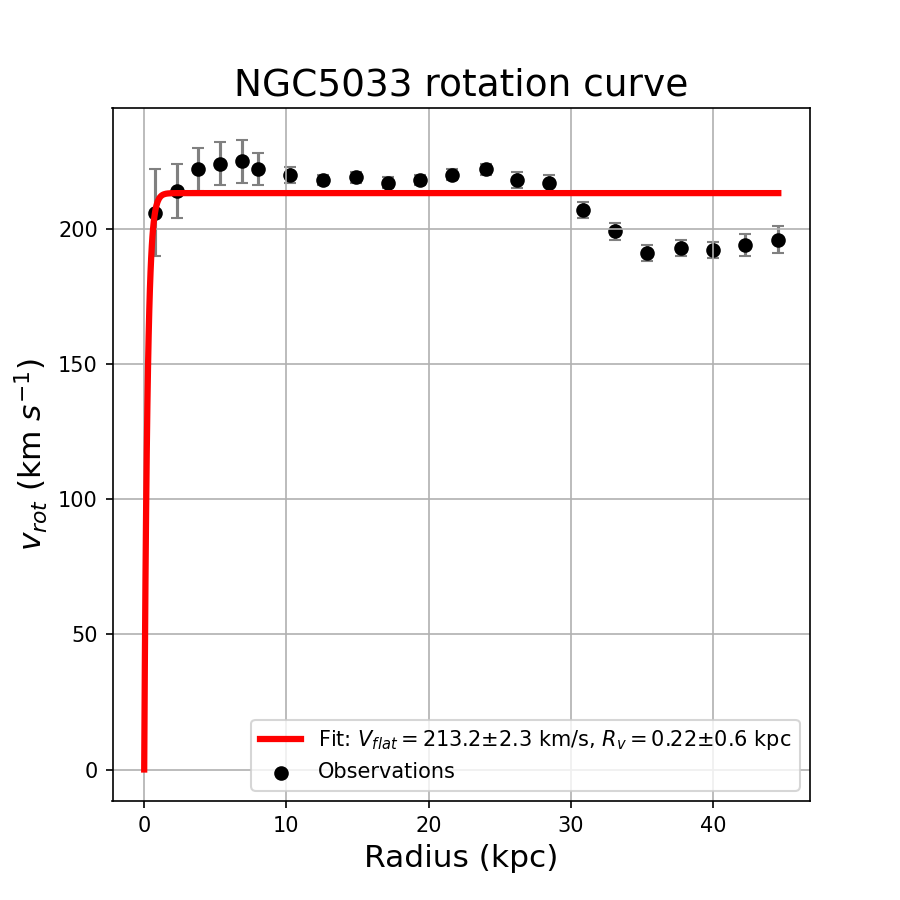 NGC5033 rotation curve
200
150
100
50
0
v_rot (km s⁻¹)
Fit: V_flat = 213.2±2.3 km/s, R_v = 0.22±0.6 kpc
Observations
0 10 20 30 40
Radius (kpc)